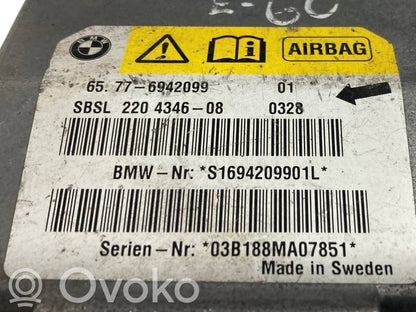 E-60
BMW
AIRBAG
65. 77-6942099 01
SBSL 220 4346-08 0328
BMW-Nr: *S1694209901L*
Serien-Nr: *03B188MA07851*
Made in Sweden
OVOKO